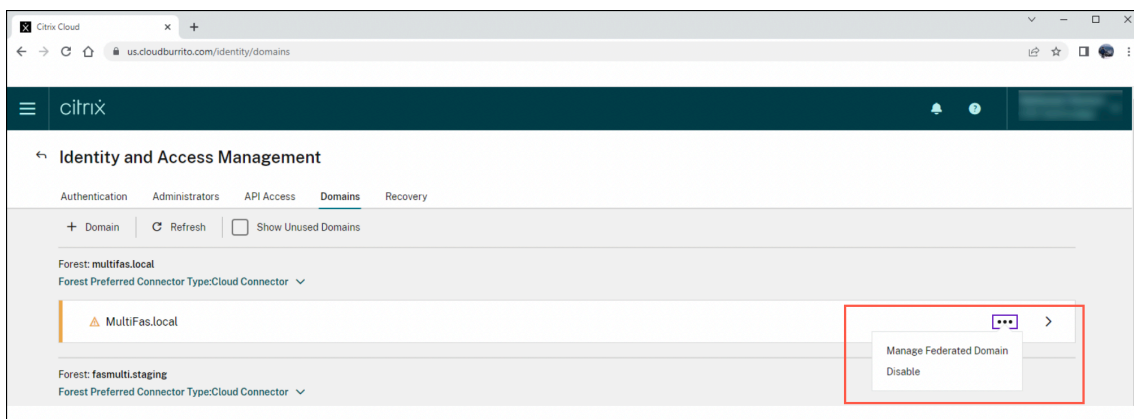 Citrix Cloud
us.cloudburrito.com/identity/domains
citrix
Identity and Access Management
Authentication Administrators API Access Domains Recovery
+ Domain Refresh Show Unused Domains
Forest: multifas.local
Forest Preferred Connector Type:Cloud Connector
MultiFas.local
Manage Federated Domain
Disable
Forest: fasmulti.staging
Forest Preferred Connector Type:Cloud Connector